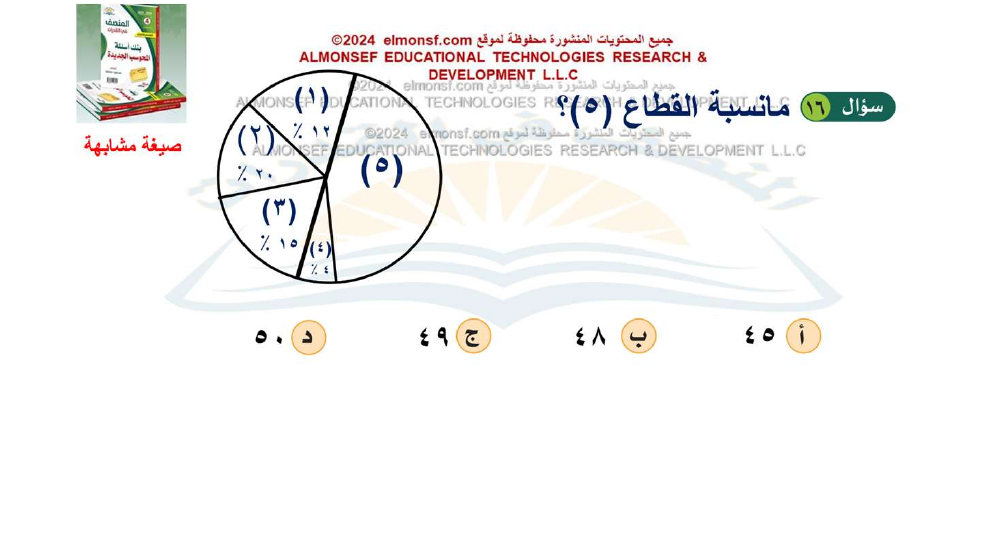 جميع المحتويات المنشورة محفوظة لموقع elmonsf.com ©2024
ALMONSEF EDUCATIONAL TECHNOLOGIES RESEARCH &
DEVELOPMENT L.L.C
جميع المحتويات المنشورة محفوظة لموقع elmonsf.com ©2024
ALMONSEF EDUCATIONAL TECHNOLOGIES RESEARCH & DEVELOPMENT L.L.C
جميع المحتويات المنشورة محفوظة لموقع elmonsf.com ©2024
ALMONSEF EDUCATIONAL TECHNOLOGIES RESEARCH & DEVELOPMENT L.L.C
سؤال ١٦ مانسبة القطاع (٥)؟
المنصف
في القدرات
بنك أسئلة
المحوسب الجديدة
صيغة مشابهة
(١)
١٢ ٪
(٢)
٢٠ ٪
(٣)
١٥ ٪
(٤)
٤ ٪
(٥)
أ ٤٥
ب ٤٨
ج ٤٩
د ٥٠